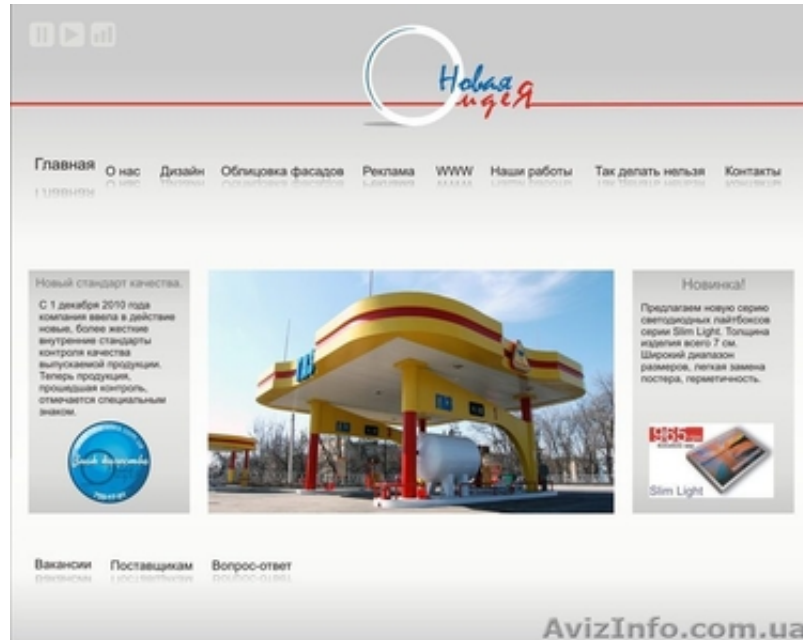 Новая
идея
Главная О нас Дизайн Облицовка фасадов Реклама WWW Наши работы Так делать нельзя Контакты
Новый стандарт качества.
С 1 декабря 2010 года
компания ввела в действие
новые, более жесткие
внутренние стандарты
контроля качества
выпускаемой продукции.
Теперь продукция,
прошедшая контроль,
отмечается специальным
знаком.
Знак качества
Новинка!
Предлагаем новую серию
светодиодных лайтбоксов
серии Slim Light. Толщина
изделия всего 7 см.
Широкий диапазон
размеров, легкая замена
постера, герметичность.
965
Slim Light
Вакансии Поставщикам Вопрос-ответ
AvizInfo.com.ua